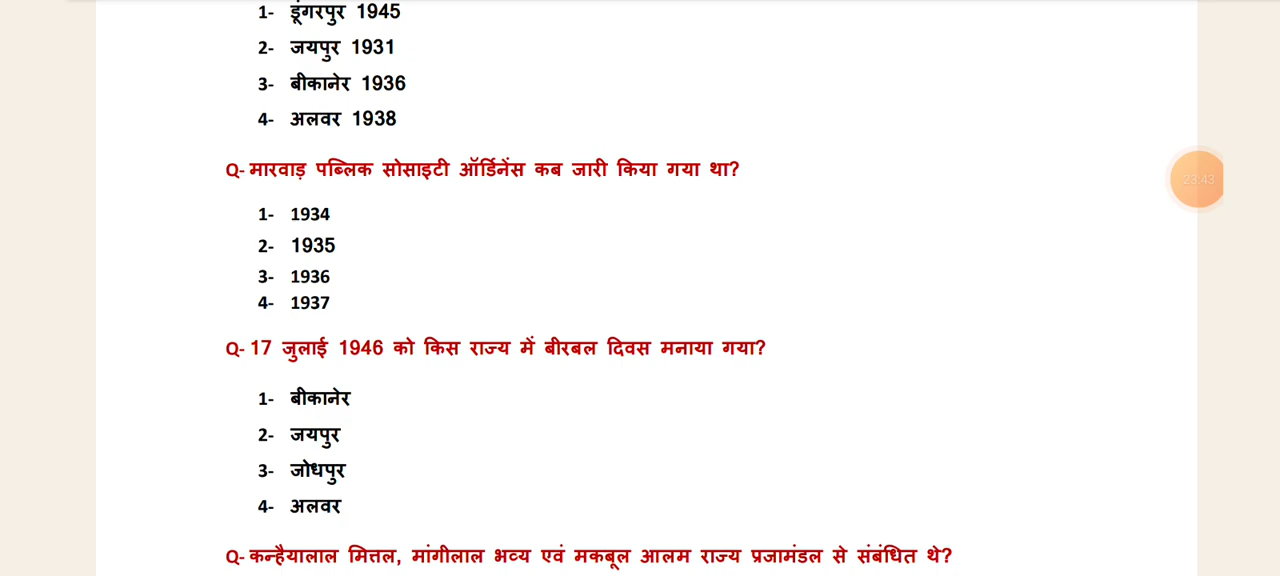 1- डूंगरपुर 1945
2- जयपुर 1931
3- बीकानेर 1936
4- अलवर 1938
Q- मारवाड़ पब्लिक सोसाइटी ऑर्डिनेंस कब जारी किया गया था?
23:43
1- 1934
2- 1935
3- 1936
4- 1937
Q- 17 जुलाई 1946 को किस राज्य में बीरबल दिवस मनाया गया?
1- बीकानेर
2- जयपुर
3- जोधपुर
4- अलवर
Q- कन्हैयालाल मित्तल, मांगीलाल भव्य एवं मकबूल आलम राज्य प्रजामंडल से संबंधित थे?